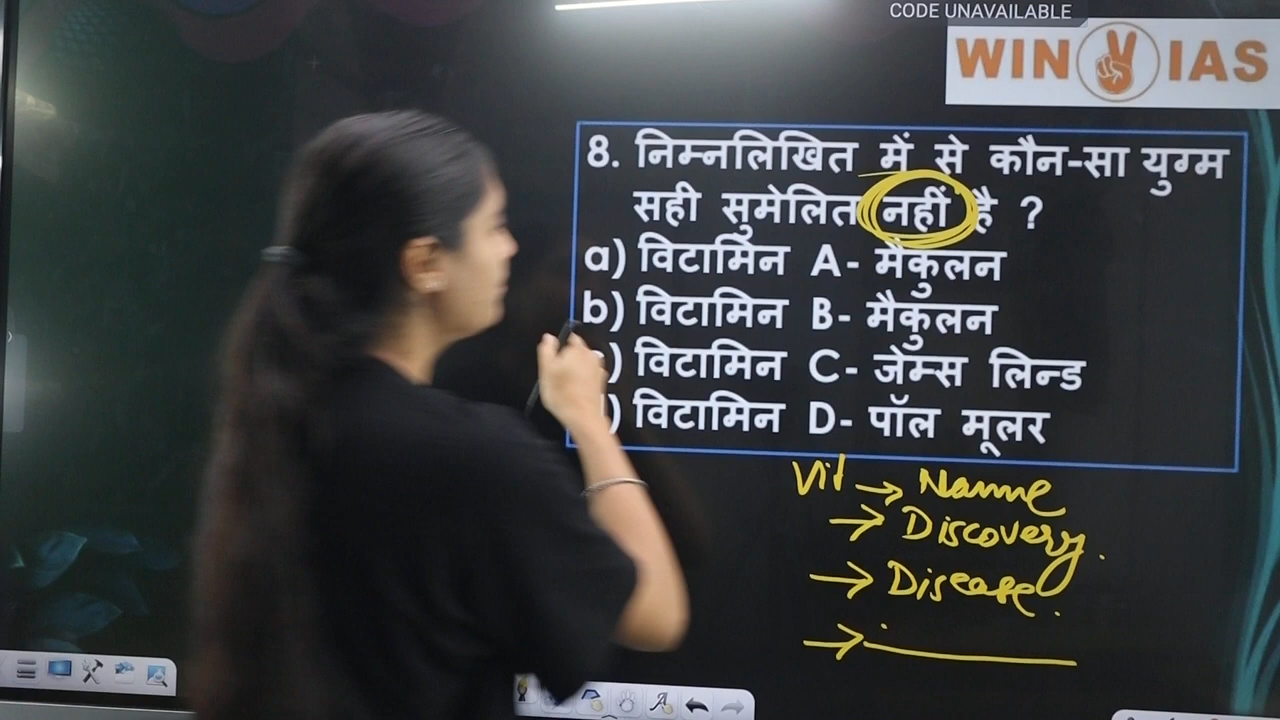 CODE UNAVAILABLE
WIN IAS
8. निम्नलिखित में से कौन-सा युग्म
सही सुमेलित नहीं है ?
a) विटामिन A- मैकुलन
b) विटामिन B- मैकुलन
) विटामिन C- जेम्स लिन्ड
) विटामिन D- पॉल मूलर
Vit → Name
→ Discovery.
→ Disease.
→